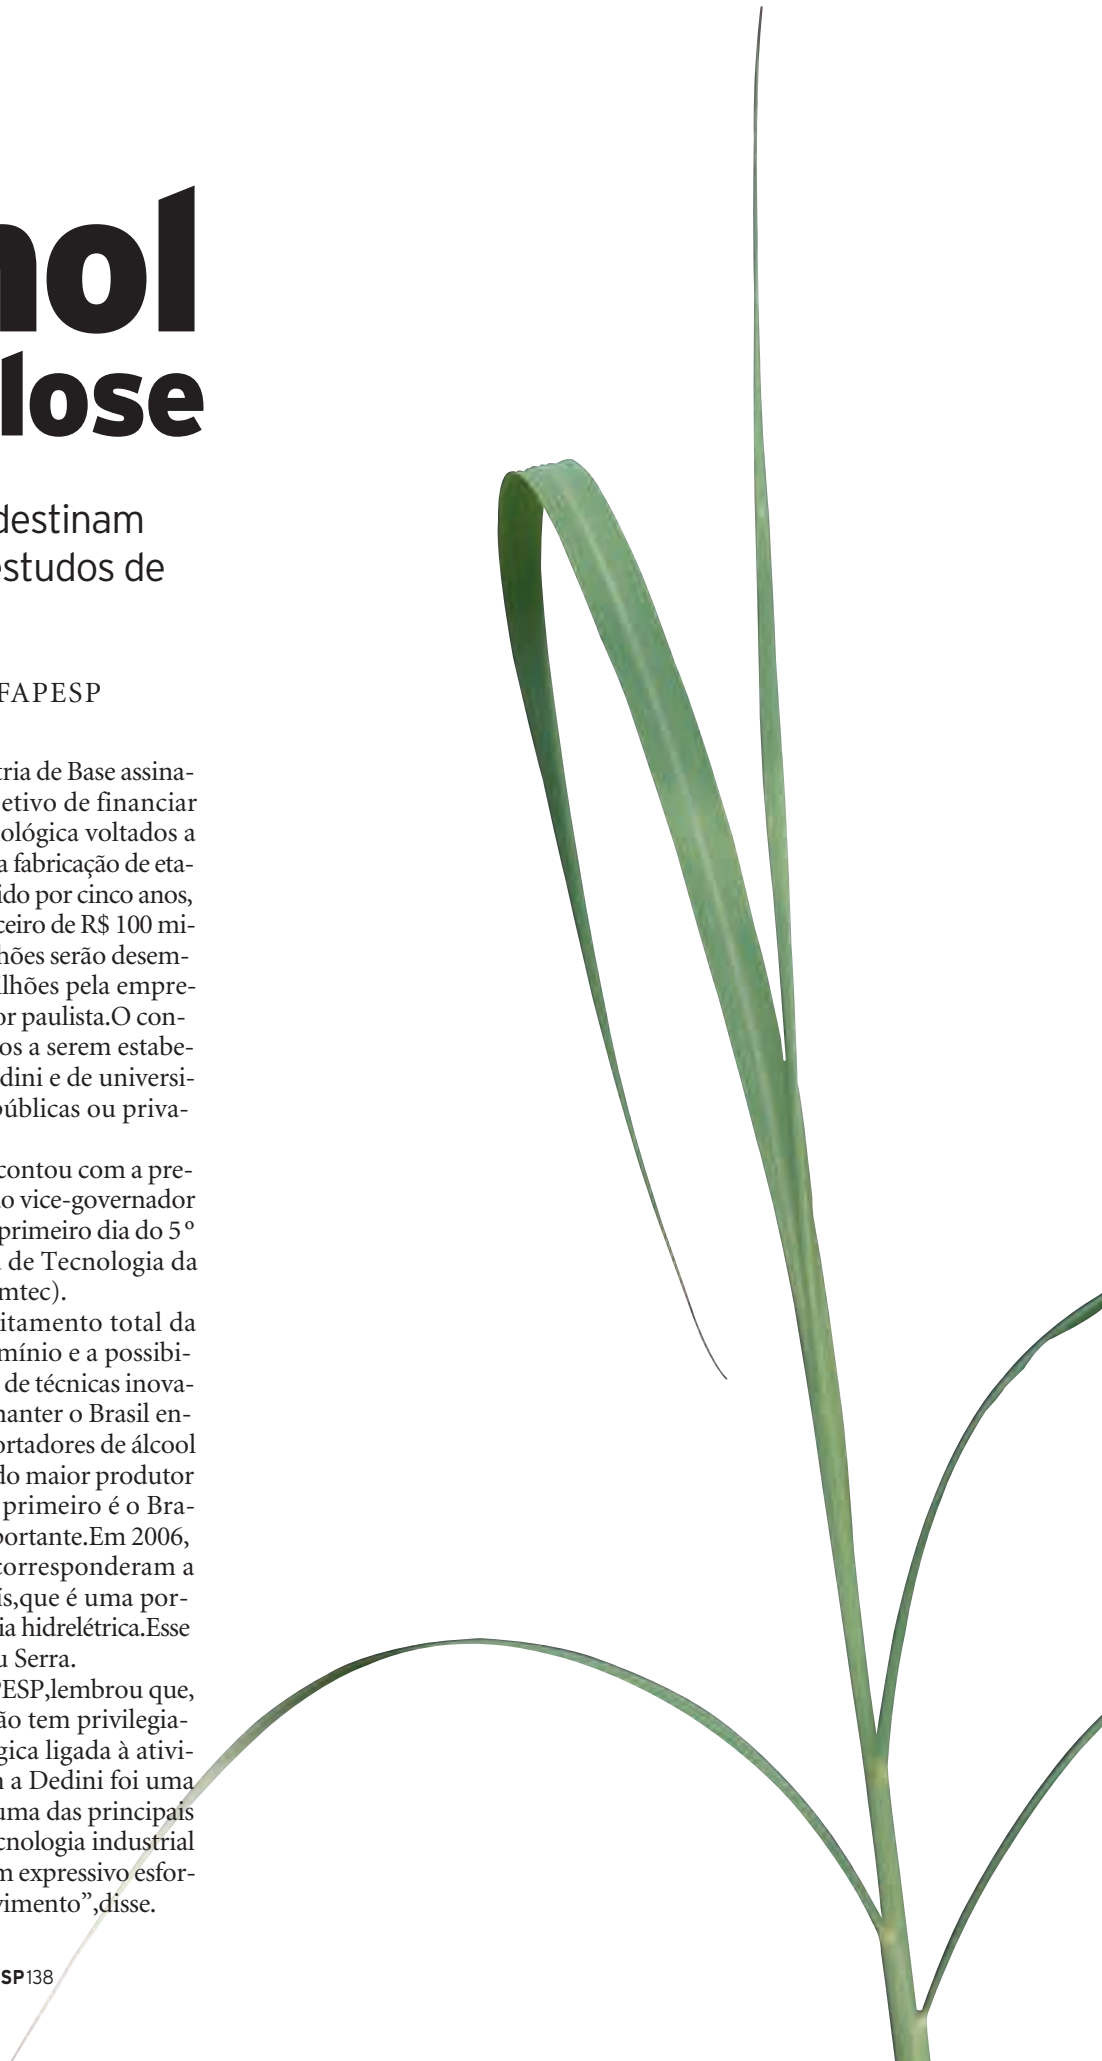 nol
lose
destinam
estudos de
FAPESP
tria de Base assina-
etivo de financiar
ológica voltados a
a fabricação de eta-
ido por cinco anos,
ceiro de R$ 100 mi-
hões serão desem-
lhões pela empre-
or paulista.O con-
os a serem estabe-
dini e de universi-
públicas ou priva-
contou com a pre-
o vice-governador
primeiro dia do 5º
de Tecnologia da
mtec).
itamento total da
mínio e a possibi-
de técnicas inova-
manter o Brasil en-
ortadores de álcool
do maior produtor
primeiro é o Bra-
portante.Em 2006,
corresponderam a
ís,que é uma por-
ia hidrelétrica.Esse
u Serra.
PESP,lembrou que,
ão tem privilegia-
gica ligada à ativi-
a Dedini foi uma
uma das principais
cnologia industrial
m expressivo esfor-
vimento”,disse.
SP138